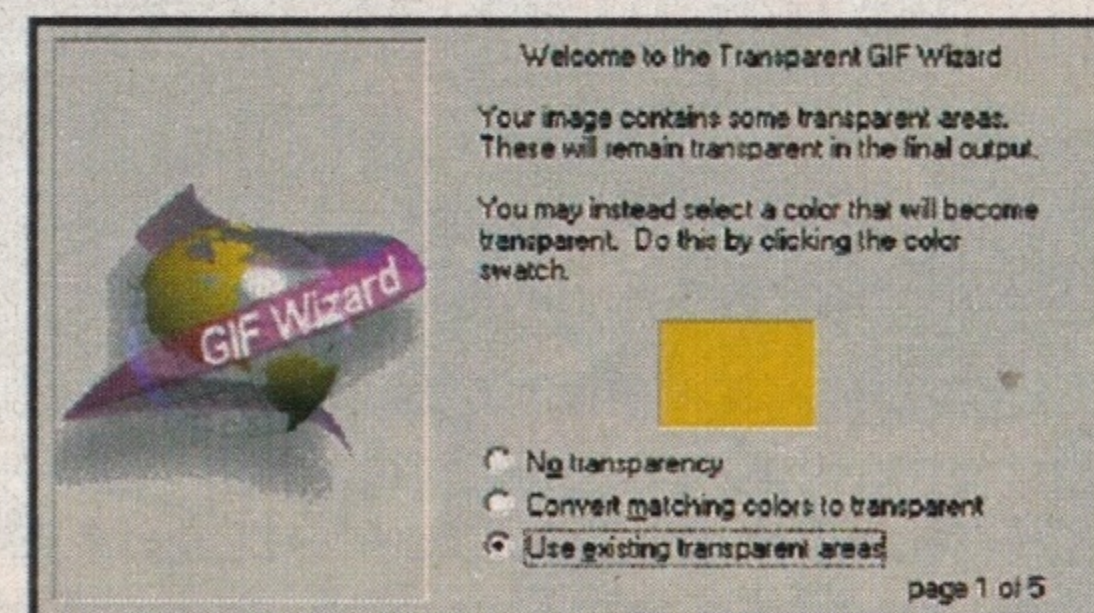 Welcome to the Transparent GIF Wizard
Your image contains some transparent areas.
These will remain transparent in the final output.
You may instead select a color that will become
transparent. Do this by clicking the color
swatch.
GIF Wizard
No transparency
Convert matching colors to transparent
Use existing transparent areas
page 1 of 5